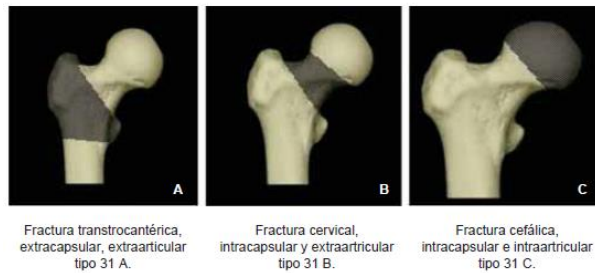 A
B
C
Fractura transtrocantérica,
extracapsular, extraarticular
tipo 31 A.
Fractura cervical,
intracapsular y extraartricular
tipo 31 B.
Fractura cefálica,
intracapsular e intraartricular
tipo 31 C.